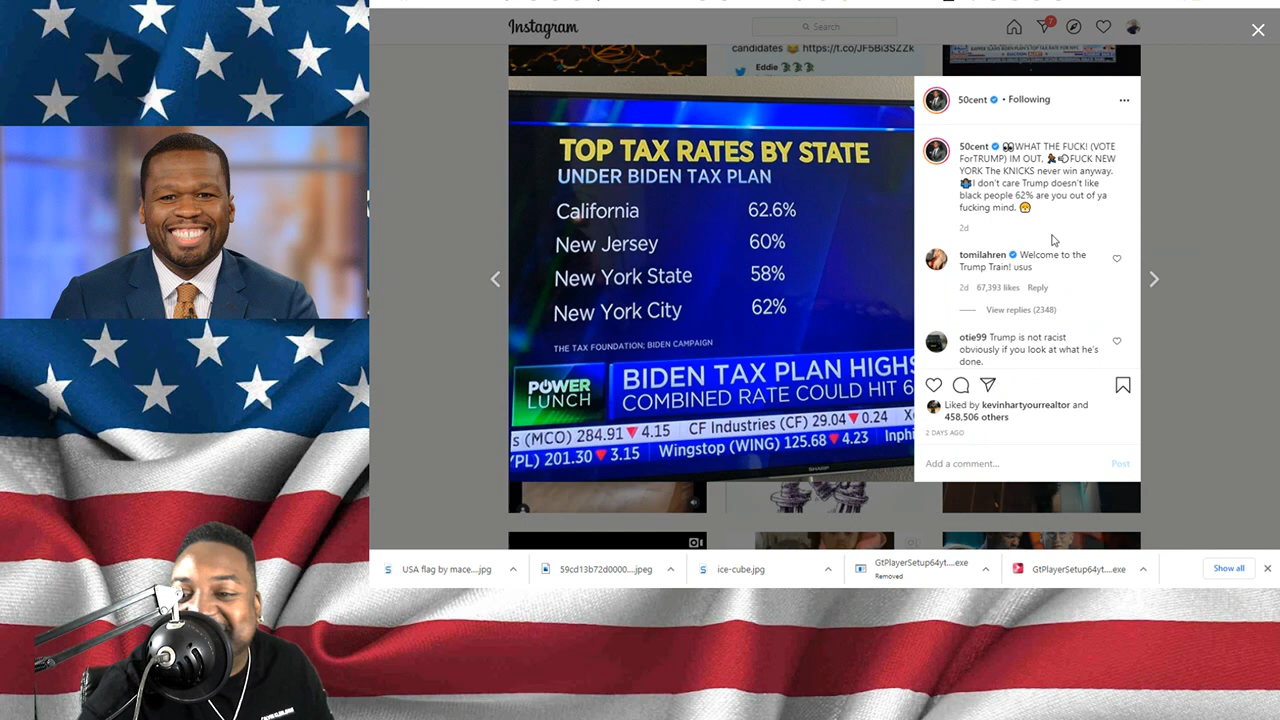 Instagram
Search
7
candidates 😂 https://t.co/JF5Bi3SZZk
Eddie 🐊🐊🐊
50cent • Following
TOP TAX RATES BY STATE
UNDER BIDEN TAX PLAN
California 62.6%
New Jersey 60%
New York State 58%
New York City 62%
THE TAX FOUNDATION; BIDEN CAMPAIGN
POWER
LUNCH
BIDEN TAX PLAN HIGHS
COMBINED RATE COULD HIT 6
s (MCO) 284.91▼4.15 CF Industries (CF) 29.04▼0.24
YPL) 201.30▼3.15 Wingstop (WING) 125.68▼4.23 Inphi
SHARP
50cent 👀WHAT THE FUCK! (VOTE
ForTRUMP) IM OUT, 🏃🏿‍♂️💨FUCK NEW
YORK The KNICKS never win anyway.
🤷🏿‍♂️I don't care Trump doesn't like
black people 62% are you out of ya
fucking mind. 😤
2d
tomilahren Welcome to the
Trump Train! usus
2d 67,393 likes Reply
View replies (2348)
otie99 Trump is not racist
obviously if you look at what he's
done.
Liked by kevinhartyourrealtor and
458,506 others
2 DAYS AGO
Add a comment... Post
USA flag by mace....jpg
59cd13b72d0000....jpeg
ice-cube.jpg
GtPlayerSetup64yt....exe
Removed
GtPlayerSetup64yt....exe
Show all